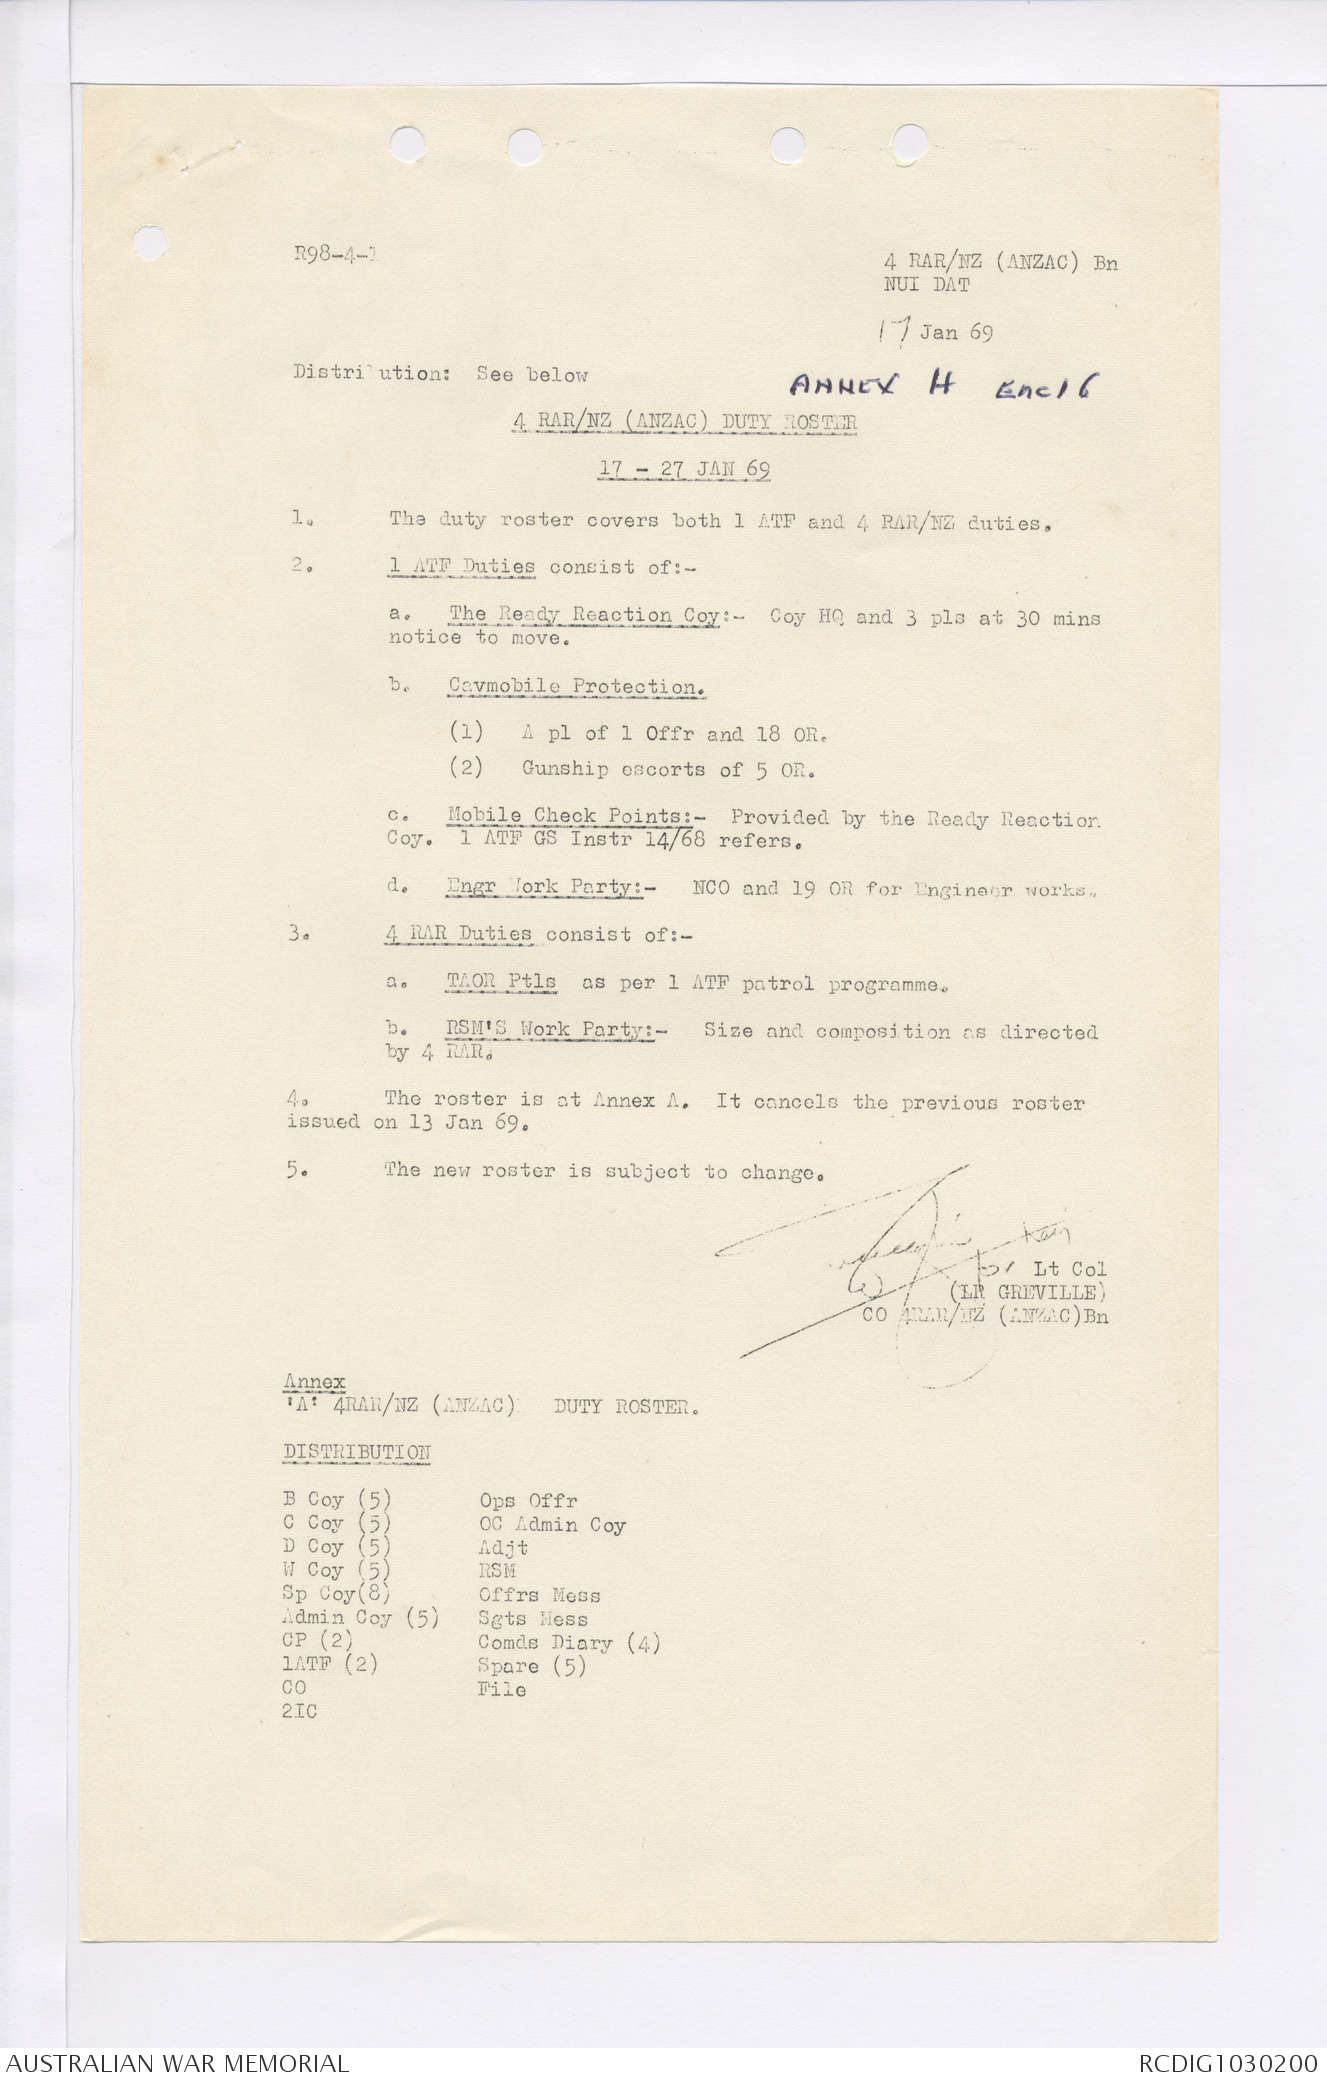 R98-4-1
4 RAR/NZ (ANZAC) Bn
NUI DAT
17 Jan 69
Distri ution: See below
ANNEX H Encl 6
4 RAR/NZ (ANZAC) DUTY ROSTER
17 - 27 JAN 69
1. The duty roster covers both 1 ATF and 4 RAR/NZ duties.
2. 1 ATF Duties consist of:-
a. The Ready Reaction Coy:- Coy HQ and 3 pls at 30 mins
notice to move.
b. Cavmobile Protection.
(1) A pl of 1 Offr and 18 OR.
(2) Gunship escorts of 5 OR.
c. Mobile Check Points:- Provided by the Ready Reaction
Coy. 1 ATF GS Instr 14/68 refers.
d. Engr Work Party:- NCO and 19 OR for Engineer works.
3. 4 RAR Duties consist of:-
a. TAOR Ptls as per 1 ATF patrol programme.
b. RSM'S Work Party:- Size and composition as directed
by 4 RAR.
4. The roster is at Annex A. It cancels the previous roster
issued on 13 Jan 69.
5. The new roster is subject to change.
Lt Col
(LR GREVILLE)
CO 4RAR/NZ (ANZAC)Bn
Annex
'A' 4RAR/NZ (ANZAC) DUTY ROSTER.
DISTRIBUTION
B Coy (5) Ops Offr
C Coy (5) OC Admin Coy
D Coy (5) Adjt
W Coy (5) RSM
Sp Coy(8) Offrs Mess
Admin Coy (5) Sgts Mess
CP (2) Comds Diary (4)
1ATF (2) Spare (5)
CO File
2IC
AUSTRALIAN WAR MEMORIAL
RCDIG1030200